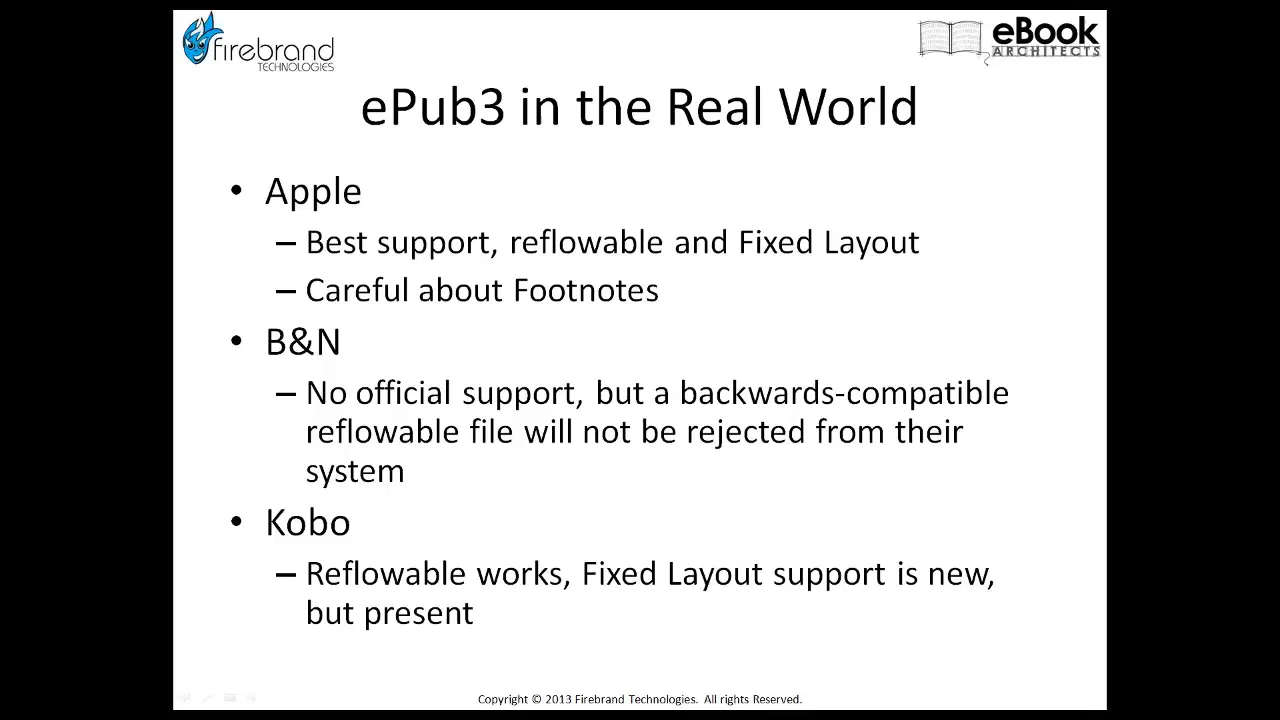 firebrand
TECHNOLOGIES
eBook
ARCHITECTS
ePub3 in the Real World
• Apple
– Best support, reflowable and Fixed Layout
– Careful about Footnotes
• B&N
– No official support, but a backwards-compatible
reflowable file will not be rejected from their
system
• Kobo
– Reflowable works, Fixed Layout support is new,
but present
Copyright © 2013 Firebrand Technologies. All rights Reserved.